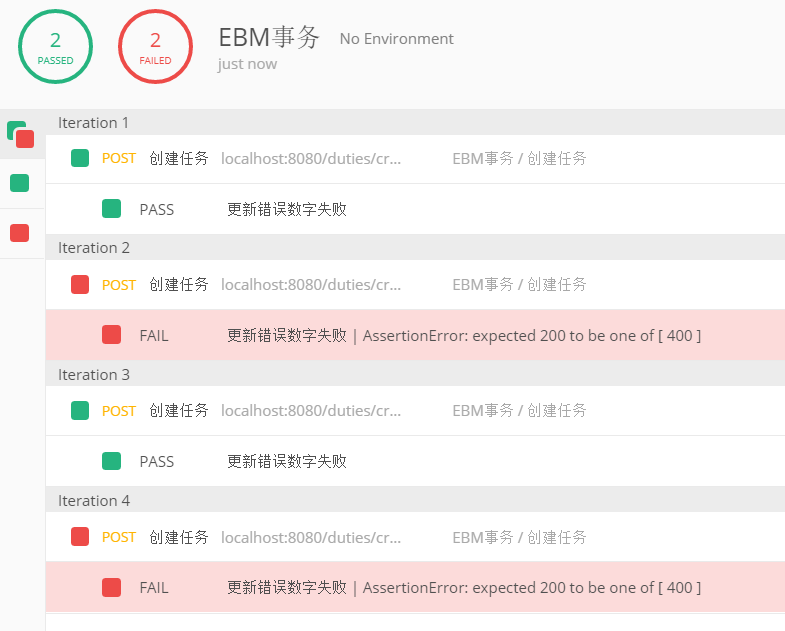 2
PASSED
2
FAILED
EBM事务 No Environment
just now
Iteration 1
POST 创建任务 localhost:8080/duties/cr... EBM事务 / 创建任务
PASS 更新错误数字失败
Iteration 2
POST 创建任务 localhost:8080/duties/cr... EBM事务 / 创建任务
FAIL 更新错误数字失败 | AssertionError: expected 200 to be one of [ 400 ]
Iteration 3
POST 创建任务 localhost:8080/duties/cr... EBM事务 / 创建任务
PASS 更新错误数字失败
Iteration 4
POST 创建任务 localhost:8080/duties/cr... EBM事务 / 创建任务
FAIL 更新错误数字失败 | AssertionError: expected 200 to be one of [ 400 ]